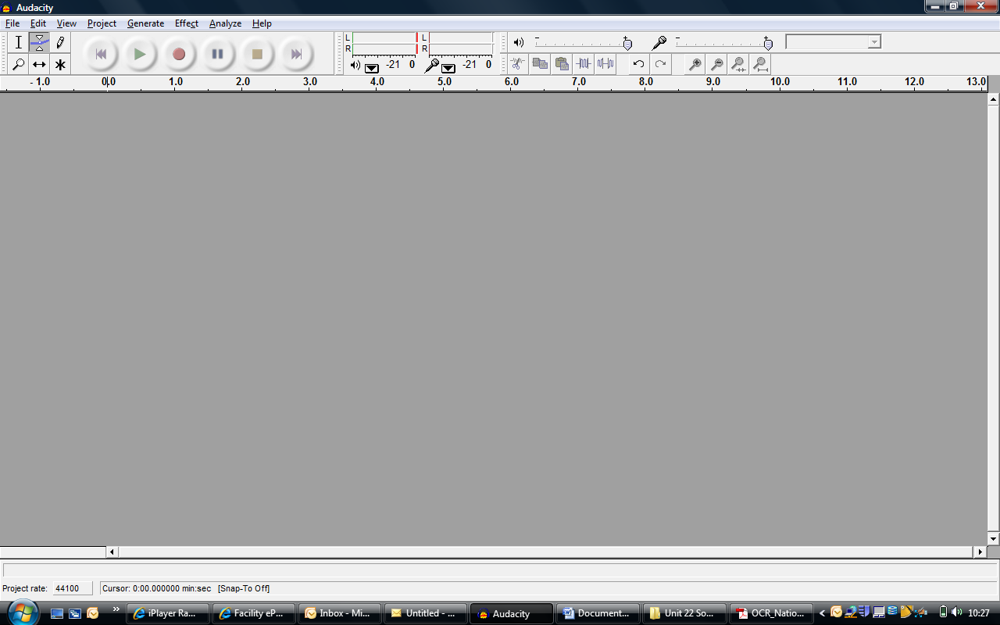 Audacity
File Edit View Project Generate Effect Analyze Help
L L
R R
-21 0 -21 0
- 1.0 0.0 1.0 2.0 3.0 4.0 5.0 6.0 7.0 8.0 9.0 10.0 11.0 12.0 13.0
Project rate: 44100 Cursor: 0:00.000000 min:sec [Snap-To Off]
iPlayer Ra... Facility eP... Inbox - Mi... Untitled - ... Audacity Document... Unit 22 So... OCR_Natio... 10:27